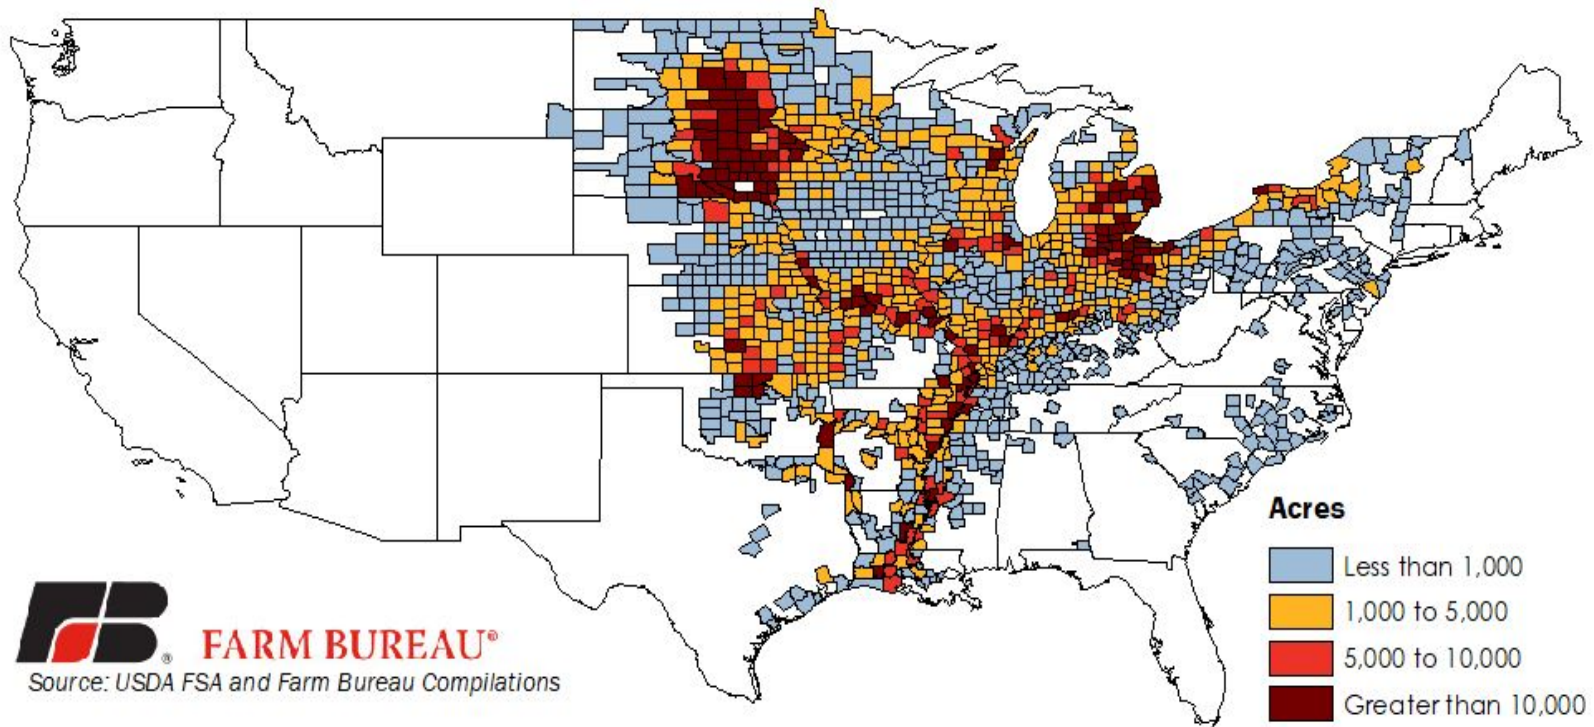 Acres
Less than 1,000
1,000 to 5,000
5,000 to 10,000
Greater than 10,000
FB®
FARM BUREAU®
Source: USDA FSA and Farm Bureau Compilations